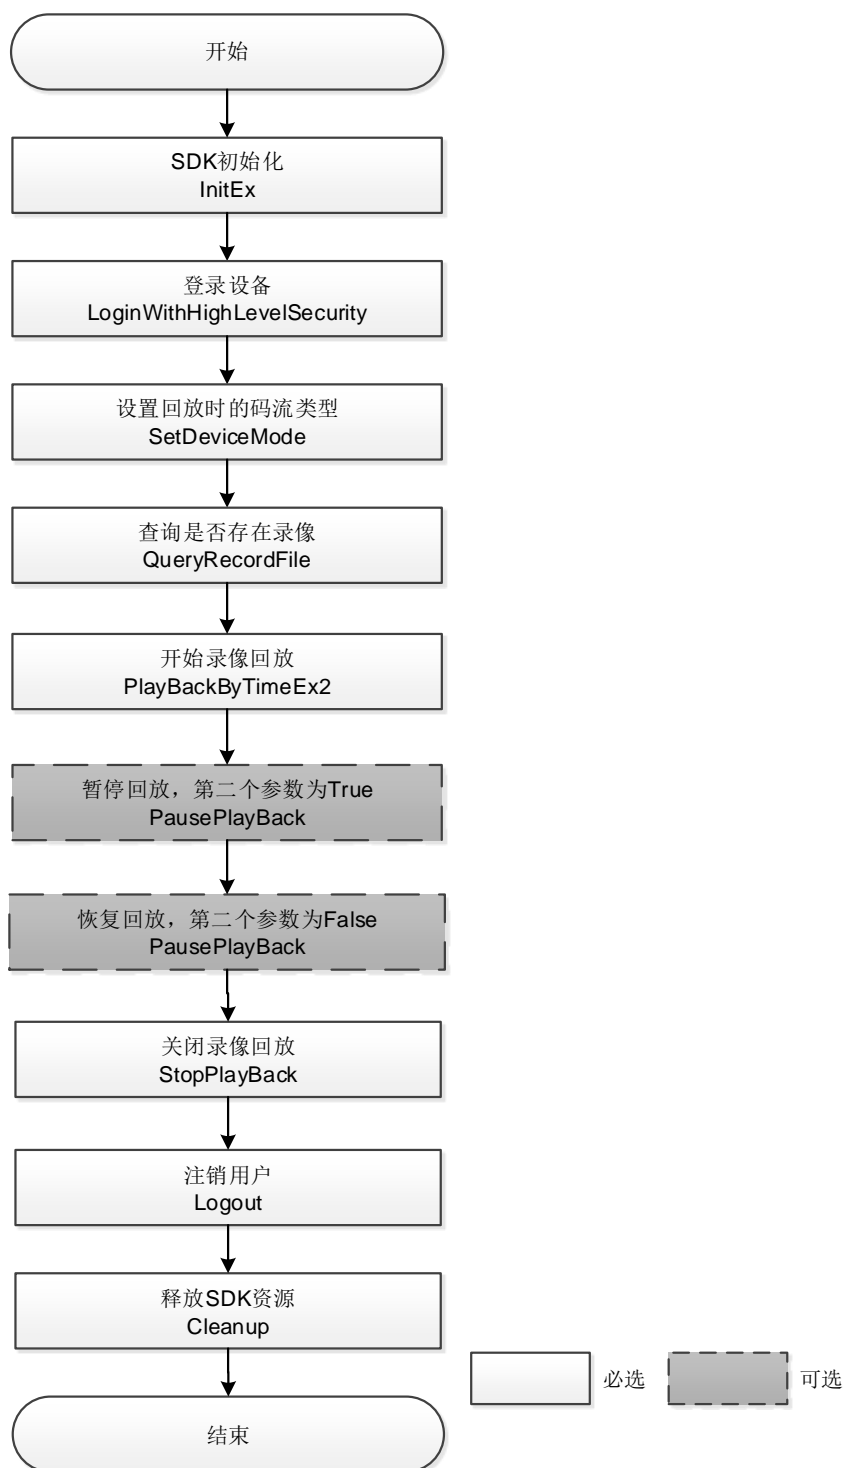 开始
SDK初始化
InitEx
登录设备
LoginWithHighLevelSecurity
设置回放时的码流类型
SetDeviceMode
查询是否存在录像
QueryRecordFile
开始录像回放
PlayBackByTimeEx2
暂停回放，第二个参数为True
PausePlayBack
恢复回放，第二个参数为False
PausePlayBack
关闭录像回放
StopPlayBack
注销用户
Logout
释放SDK资源
Cleanup
结束
必选
可选